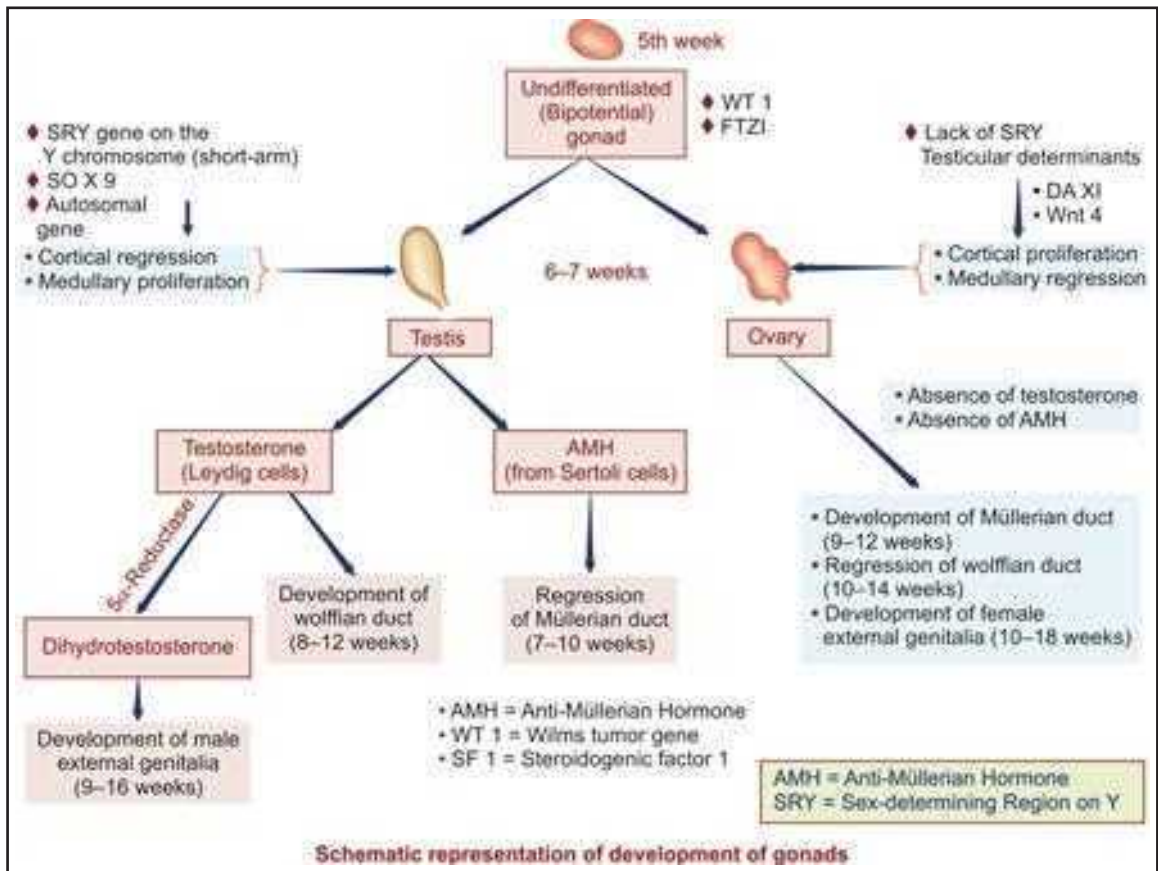 5th week
Undifferentiated
(Bipotential)
gonad
♦ WT 1
♦ FTZI
♦ SRY gene on the
Y chromosome (short-arm)
♦ SO X 9
♦ Autosomal
gene
• Cortical regression
• Medullary proliferation
♦ Lack of SRY
Testicular determinants
• DA XI
• Wnt 4
• Cortical proliferation
• Medullary regression
6–7 weeks
Testis
Ovary
• Absence of testosterone
• Absence of AMH
Testosterone
(Leydig cells)
AMH
(from Sertoli cells)
5α-Reductase
Dihydrotestosterone
Development of
wolffian duct
(8–12 weeks)
Regression
of Müllerian duct
(7–10 weeks)
• Development of Müllerian duct
(9–12 weeks)
• Regression of wolffian duct
(10–14 weeks)
• Development of female
external genitalia (10–18 weeks)
Development of male
external genitalia
(9–16 weeks)
• AMH = Anti-Müllerian Hormone
• WT 1 = Wilms tumor gene
• SF 1 = Steroidogenic factor 1
AMH = Anti-Müllerian Hormone
SRY = Sex-determining Region on Y
Schematic representation of development of gonads